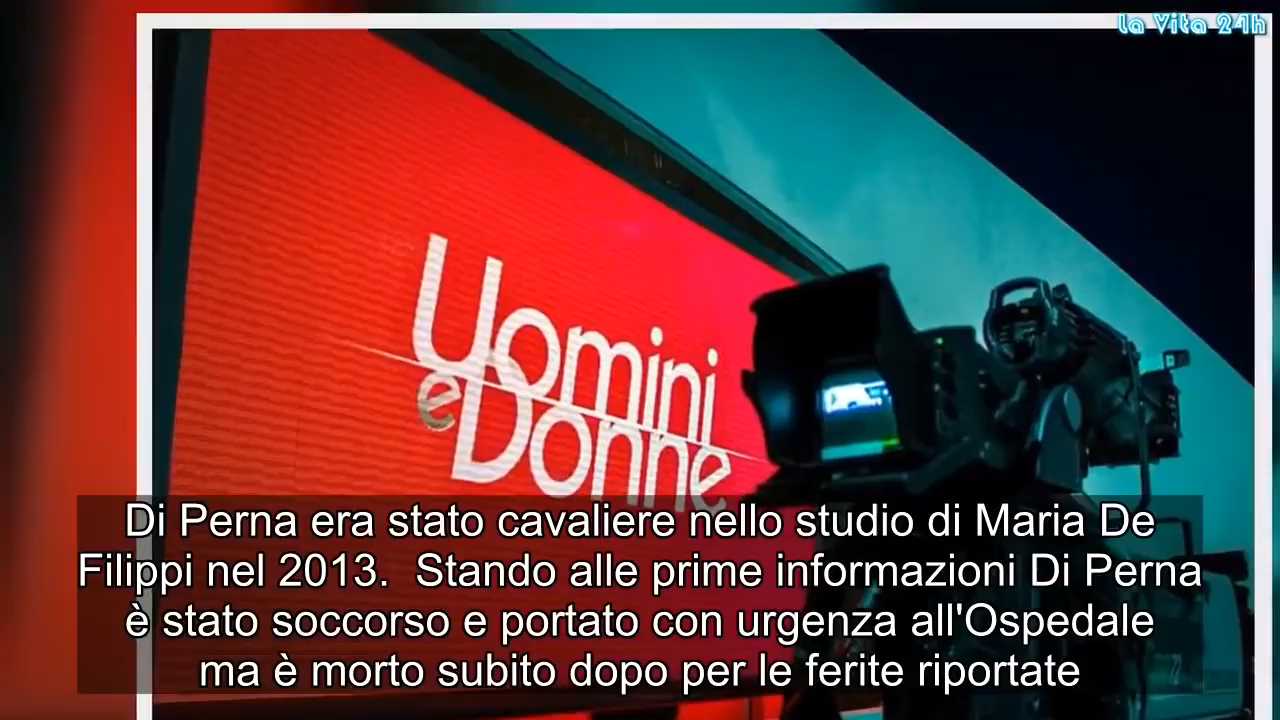 La Vita 24h
Uomini
e Donne
Di Perna era stato cavaliere nello studio di Maria De
Filippi nel 2013.  Stando alle prime informazioni Di Perna
è stato soccorso e portato con urgenza all'Ospedale
ma è morto subito dopo per le ferite riportate